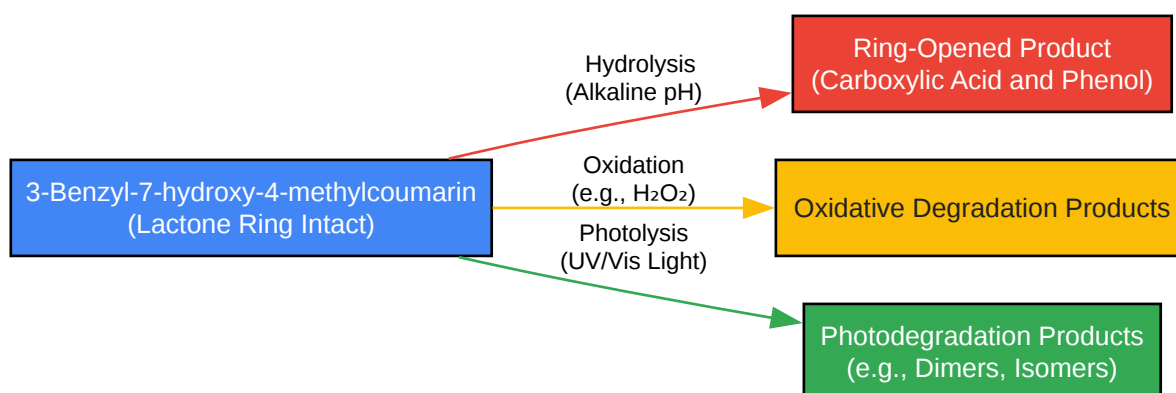 3-Benzyl-7-hydroxy-4-methylcoumarin
(Lactone Ring Intact)
Hydrolysis
(Alkaline pH)
Ring-Opened Product
(Carboxylic Acid and Phenol)
Oxidation
(e.g., H₂O₂)
Oxidative Degradation Products
Photolysis
(UV/Vis Light)
Photodegradation Products
(e.g., Dimers, Isomers)